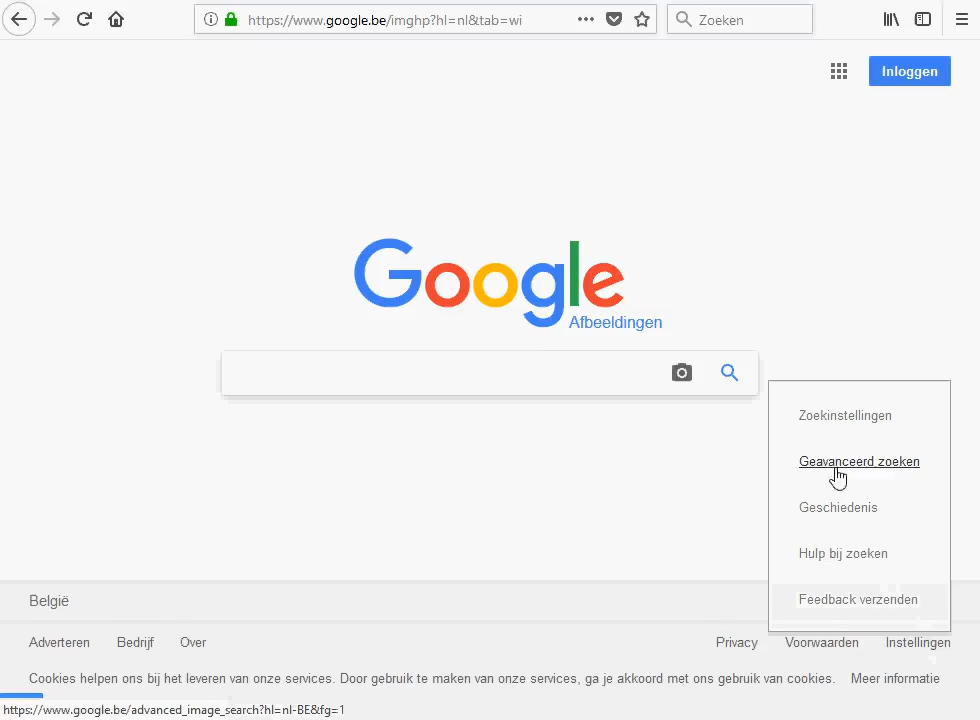 https://www.google.be/imghp?hl=nl&tab=wi
Zoeken
Inloggen
Google
Afbeeldingen
Zoekinstellingen
Geavanceerd zoeken
Geschiedenis
Hulp bij zoeken
Feedback verzenden
België
Adverteren Bedrijf Over Privacy Voorwaarden Instellingen
Cookies helpen ons bij het leveren van onze services. Door gebruik te maken van onze services, ga je akkoord met ons gebruik van cookies. Meer informatie
https://www.google.be/advanced_image_search?hl=nl-BE&fg=1